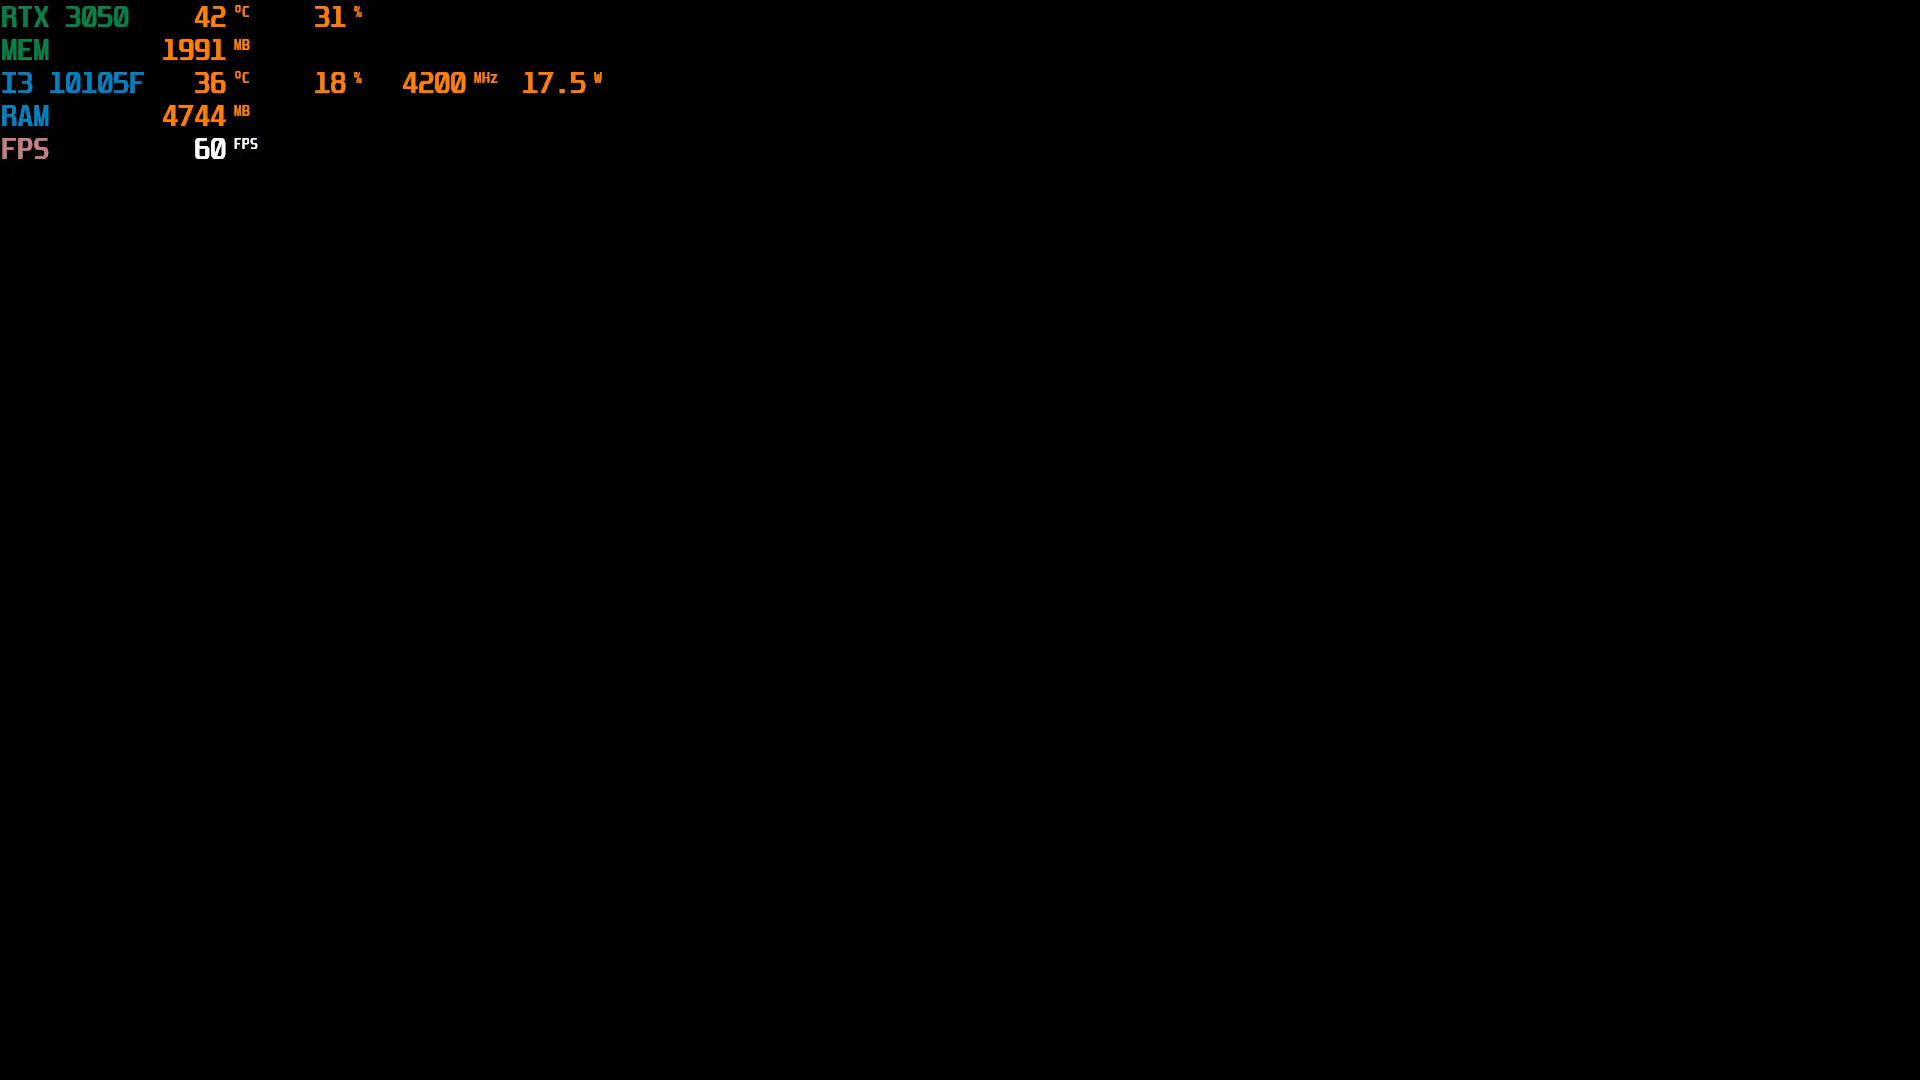 RTX 3050 42 °C 31 %
MEM 1991 MB
I3 10105F 36 °C 18 % 4200 MHz 17.5 W
RAM 4744 MB
FPS 60 FPS